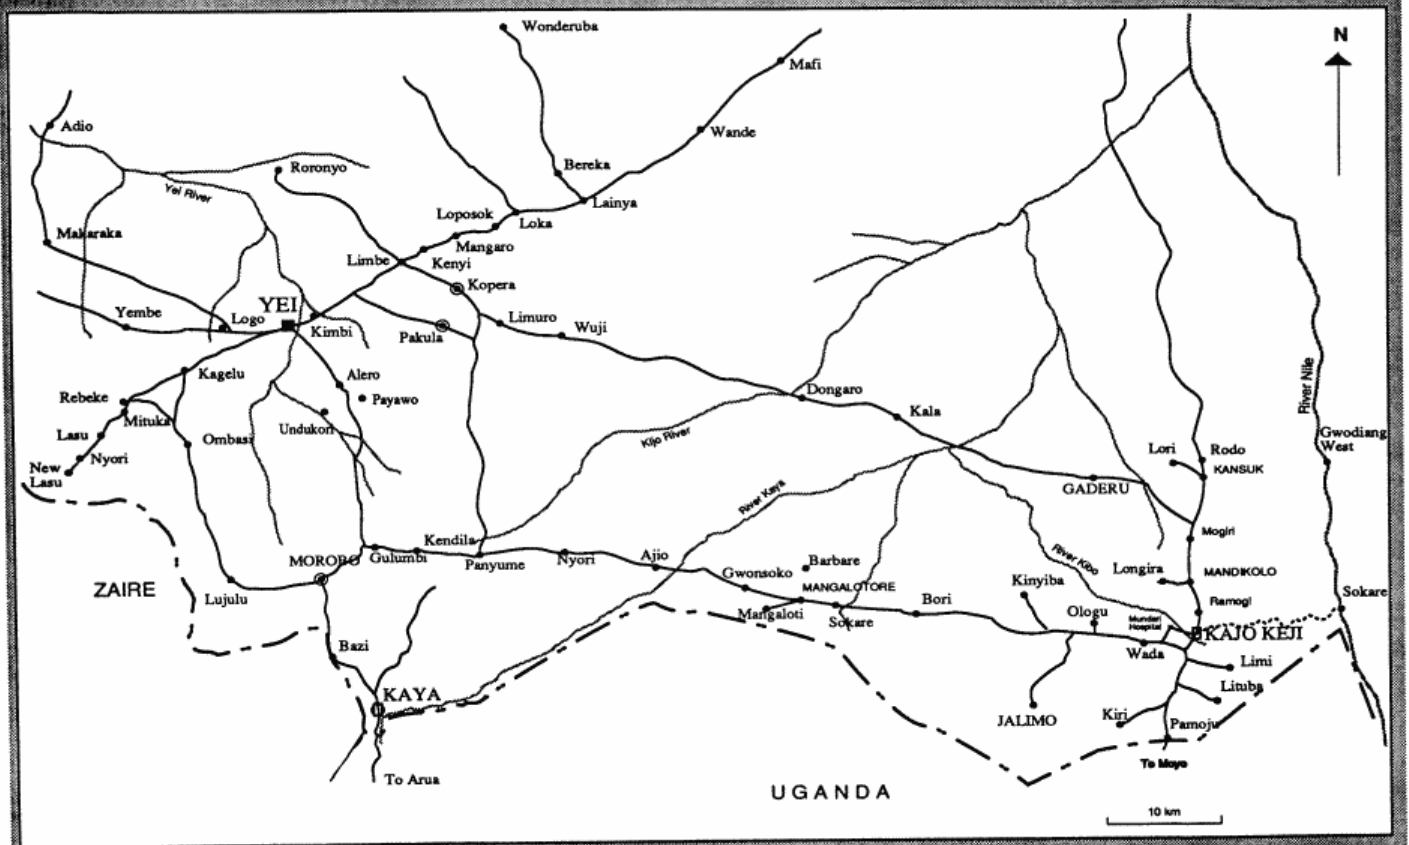 Wonderuba
N
Mafi
Adio
Wande
Roronyo
Bereka
Yei River
Lainya
Loposok
Loka
Makaraka
Mangaro
Limbe
Kenyi
Kopera
YEI
Yembe
Logo
Limuro
Kimbi
Pakula
Wuji
River Nile
Kagelu
Alero
Rebeke
Payawo
Dongaro
Mituka
Kala
Undukori
Lasu
Ombasi
Kijo River
Gwodiang
West
Nyori
Lori
Rodo
New
Lasu
KANSUK
GADERU
River Kaya
Mogiri
Kendila
MOROBO
Gulumbi
Panyume
Nyori
Ajio
Barbare
River Kibo
Longira
MANDIKOLO
Gwonsoko
Kinyiba
ZAIRE
MANGALOTORE
Lujulu
Mangaloti
Sokare
Bori
Ologu
Ramogi
Sokare
Mundari
Hospital
KAJO KEJI
Bazi
Wada
Limi
KAYA
Lituba
JALIMO
Kiri
Pamoju
To Moyo
To Arua
UGANDA
10 km